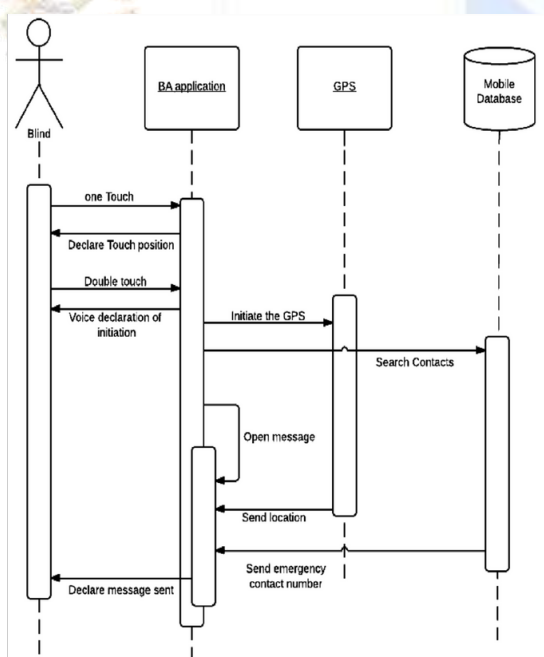 BA application
GPS
Mobile
Database
Blind
one Touch
Declare Touch position
Double touch
Voice declaration of
initiation
Initiate the GPS
Search Contacts
Open message
Send location
Send emergency
contact number
Declare message sent